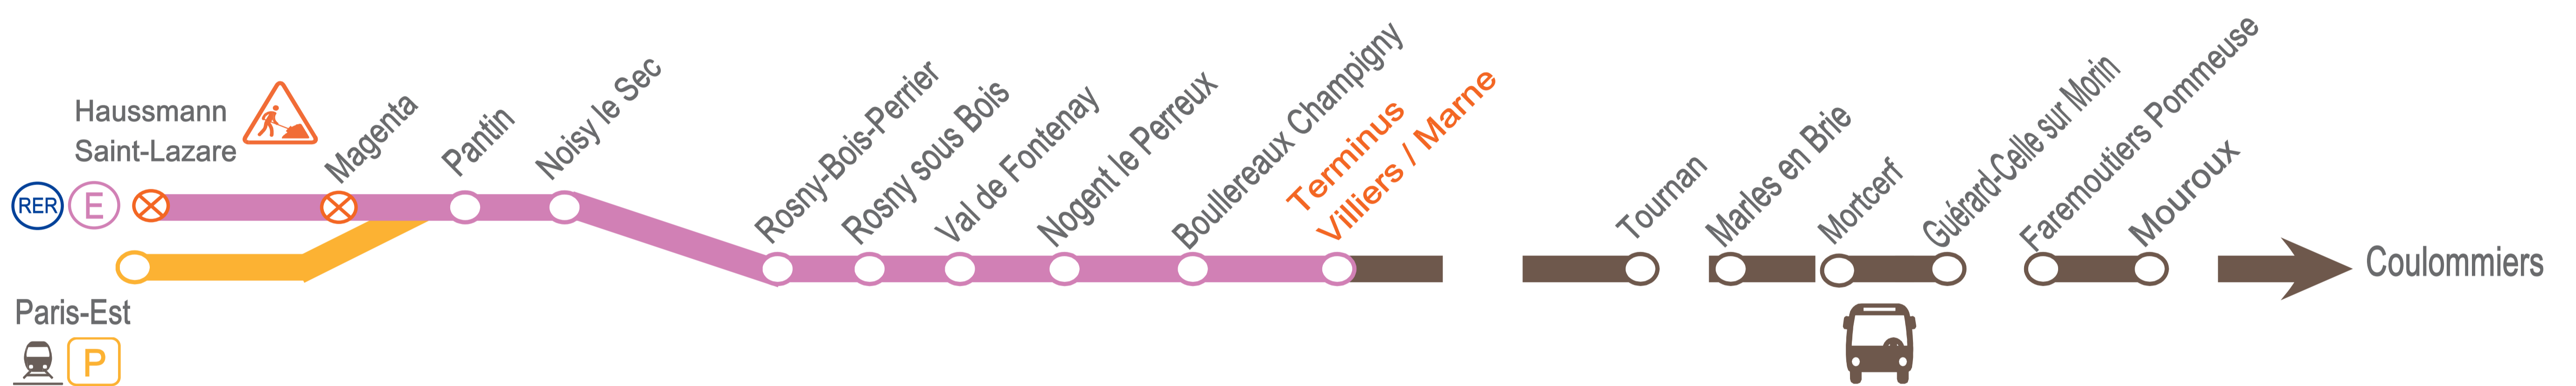 Haussmann
Saint-Lazare
RER
E
Magenta
Pantin
Noisy le Sec
Rosny-Bois-Perrier
Rosny sous Bois
Val de Fontenay
Nogent le Perreux
Boullereaux Champigny
Terminus
Villiers / Marne
Tournan
Marles en Brie
Mortcerf
Guérard-Celle sur Morin
Faremoutiers Pommeuse
Mouroux
Coulommiers
Paris-Est
P